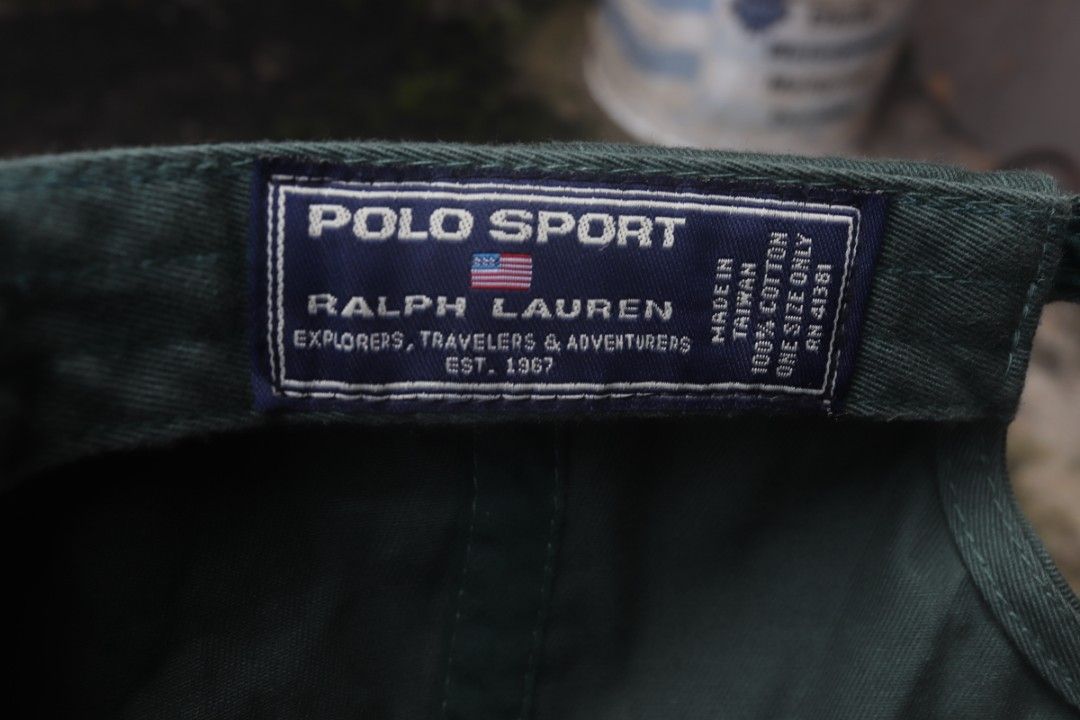 POLO SPORT
RALPH LAUREN
EXPLORERS, TRAVELERS & ADVENTURERS
EST. 1967
MADE IN
TAIWAN
100% COTTON
ONE SIZE ONLY
RN 41381